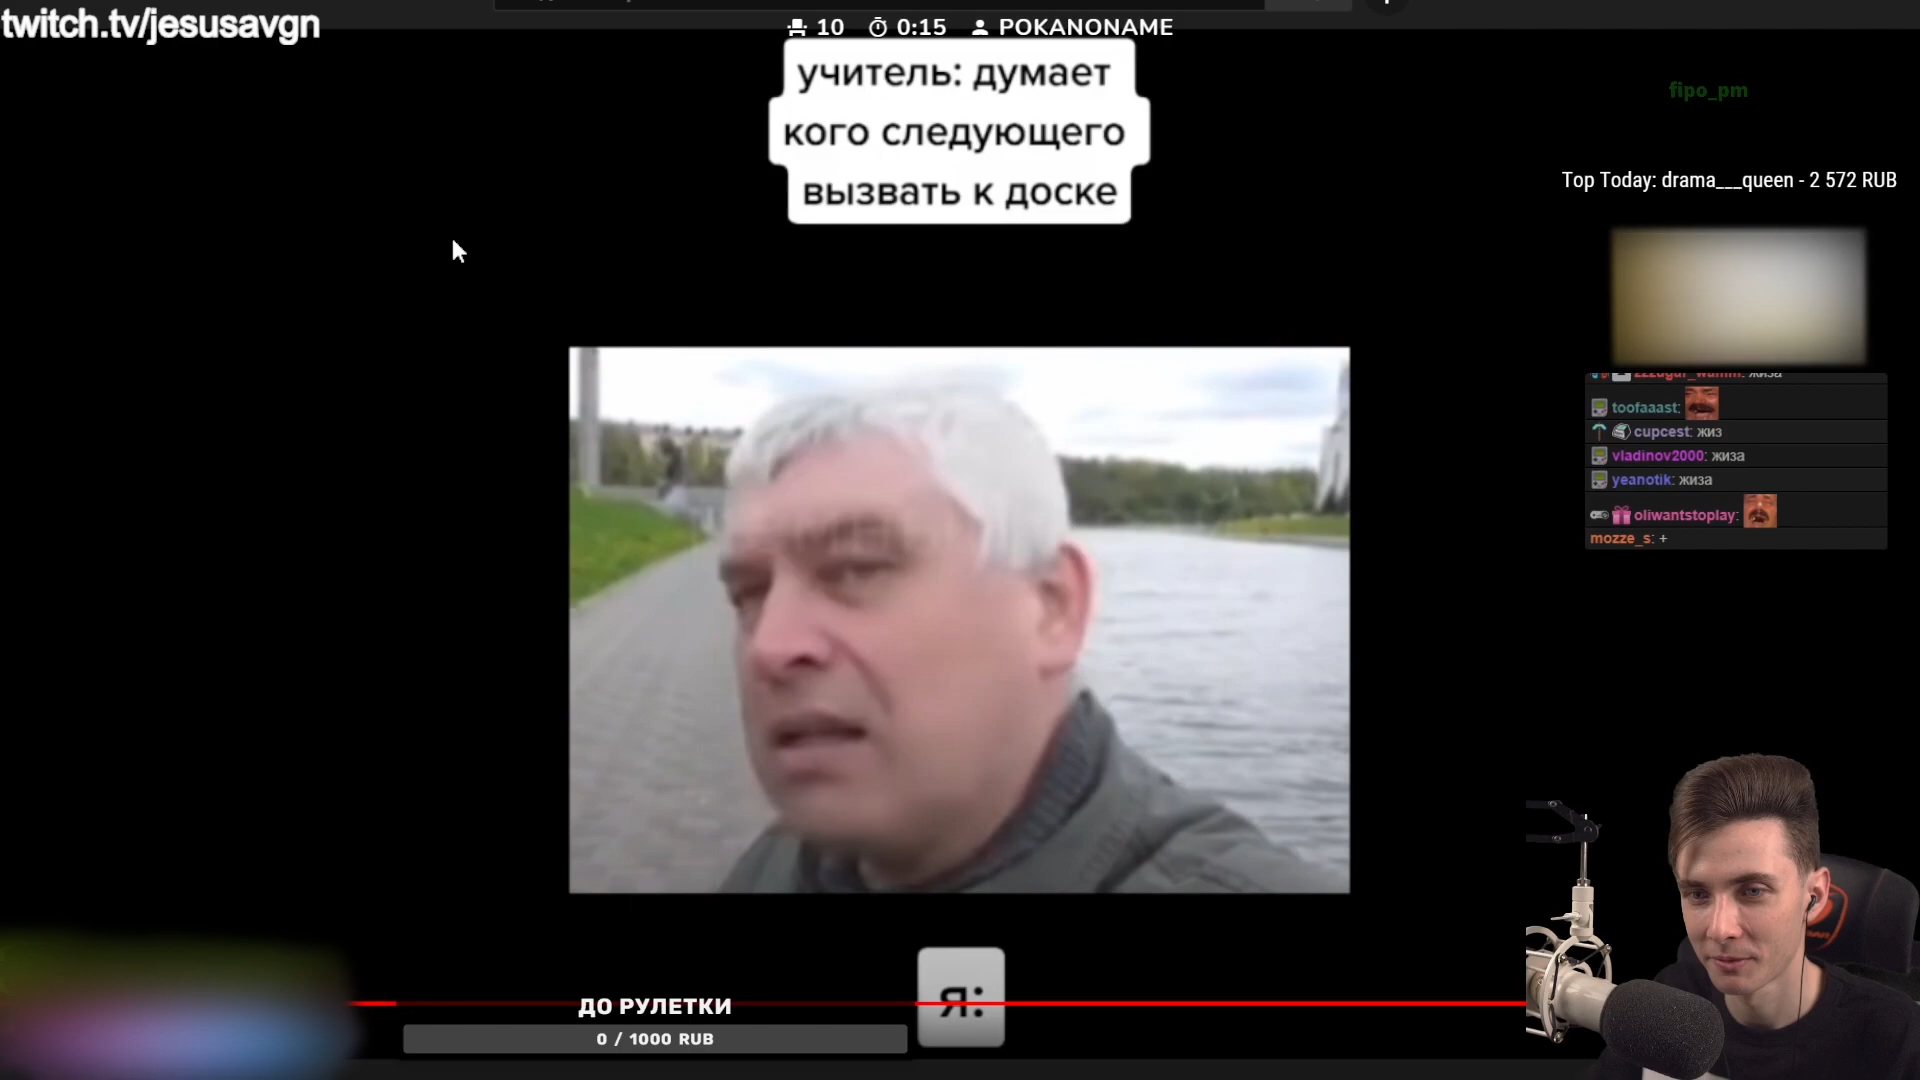 twitch.tv/jesusavgn
10 0:15 POKANONAME
учитель: думает
кого следующего
вызвать к доске
fipo_pm
Top Today: drama___queen - 2 572 RUB
жиза
toofaaast:
cupcest: жиз
vladinov2000: жиза
yeanotik: жиза
oliwantstoplay:
mozze_s: +
я:
ДО РУЛЕТКИ
0 / 1000 RUB